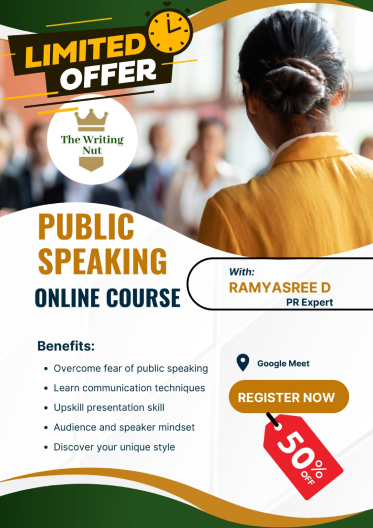 LIMITED
OFFER
The Writing
Nut
PUBLIC
SPEAKING
ONLINE COURSE
With:
RAMYASREE D
PR Expert
Benefits:
Overcome fear of public speaking
Learn communication techniques
Upskill presentation skill
Audience and speaker mindset
Discover your unique style
Google Meet
REGISTER NOW
50%
OFF